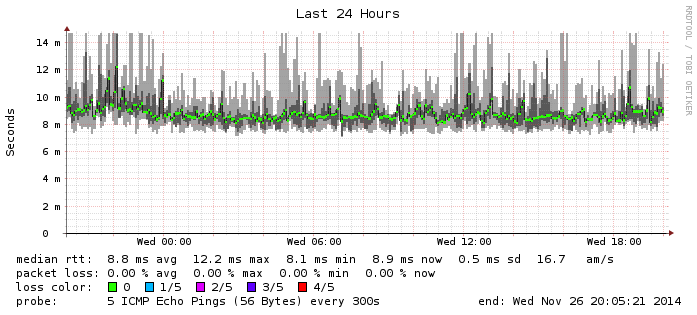 Last 24 Hours
RRDTOOL / TOBI OETIKER
Seconds
14 m
12 m
10 m
8 m
6 m
4 m
2 m
0
Wed 00:00 Wed 06:00 Wed 12:00 Wed 18:00
median rtt: 8.8 ms avg 12.2 ms max 8.1 ms min 8.9 ms now 0.5 ms sd 16.7 am/s
packet loss: 0.00 % avg 0.00 % max 0.00 % min 0.00 % now
loss color: 0 1/5 2/5 3/5 4/5
probe: 5 ICMP Echo Pings (56 Bytes) every 300s end: Wed Nov 26 20:05:21 2014